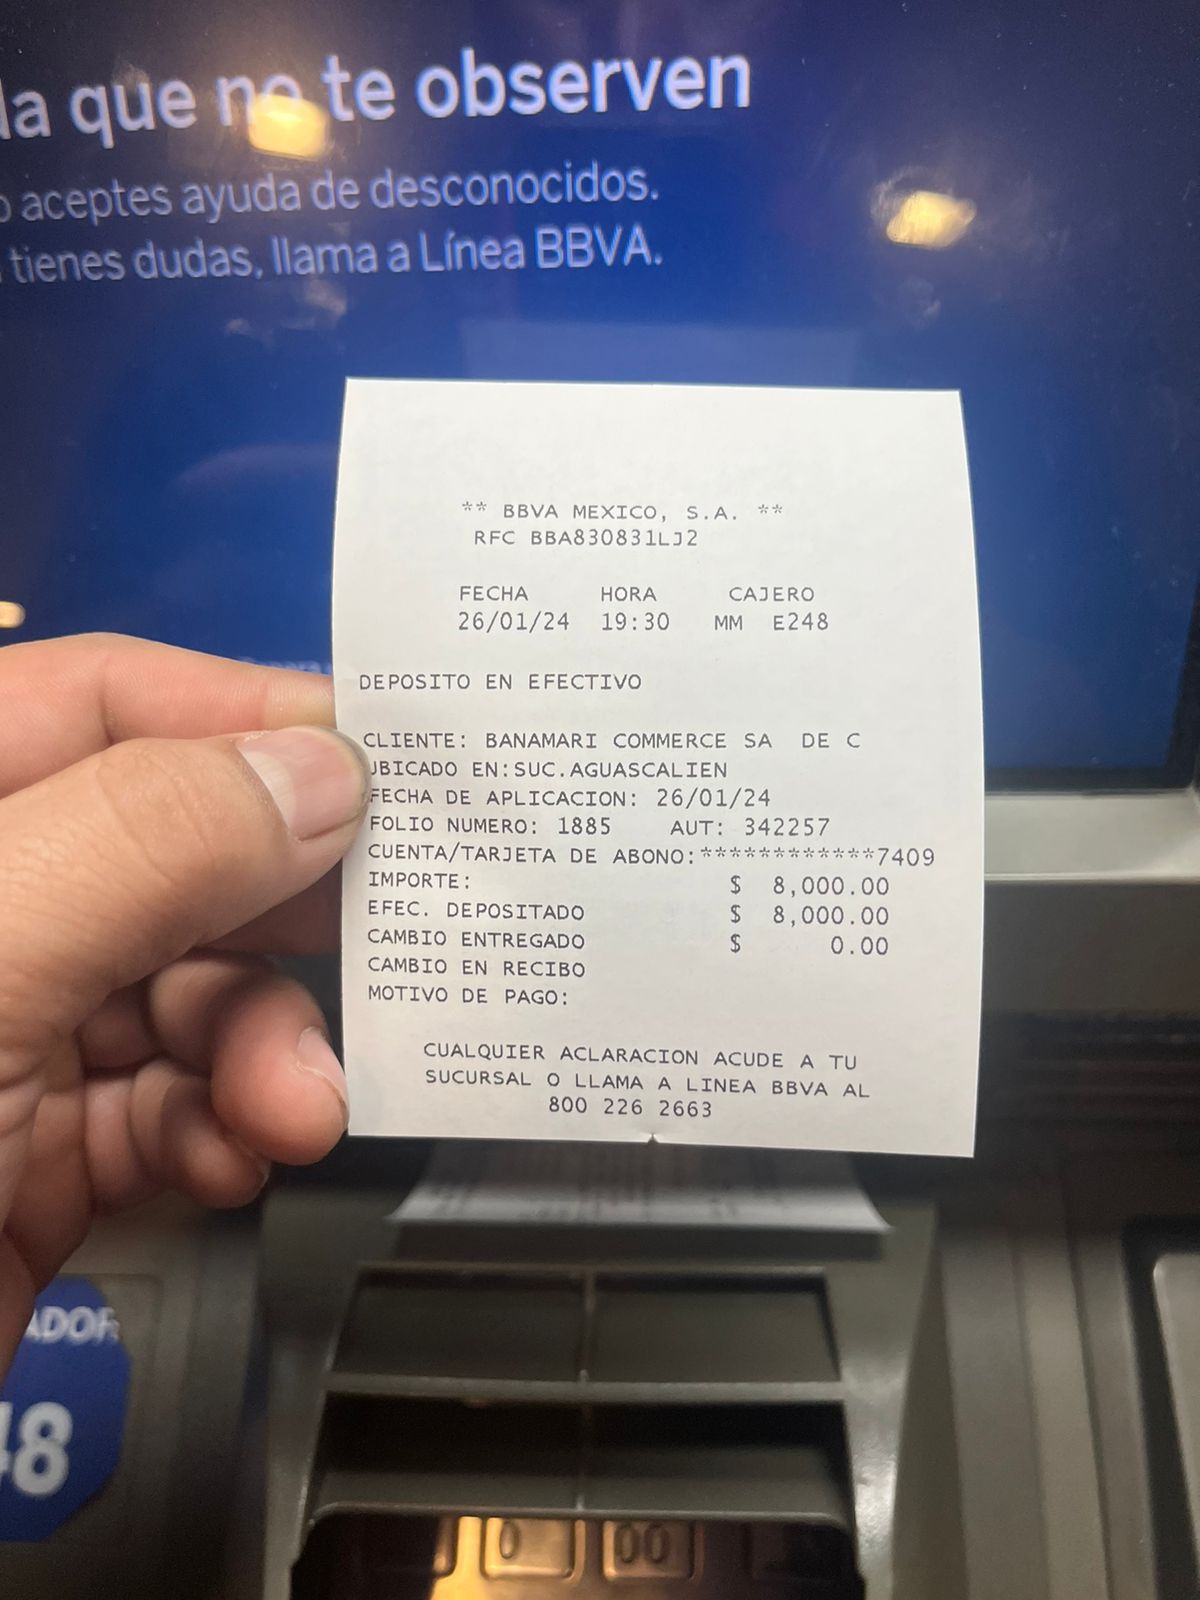 la que no te observen
o aceptes ayuda de desconocidos.
tienes dudas, llama a Línea BBVA.
** BBVA MEXICO, S.A. **
RFC BBA830831LJ2
FECHA HORA CAJERO
26/01/24 19:30 MM E248
DEPOSITO EN EFECTIVO
CLIENTE: BANAMARI COMMERCE SA DE C
UBICADO EN:SUC.AGUASCALIEN
FECHA DE APLICACION: 26/01/24
FOLIO NUMERO: 1885 AUT: 342257
CUENTA/TARJETA DE ABONO:************7409
IMPORTE: $ 8,000.00
EFEC. DEPOSITADO $ 8,000.00
CAMBIO ENTREGADO $ 0.00
CAMBIO EN RECIBO
MOTIVO DE PAGO:
CUALQUIER ACLARACION ACUDE A TU
SUCURSAL O LLAMA A LINEA BBVA AL
800 226 2663
48
0 00